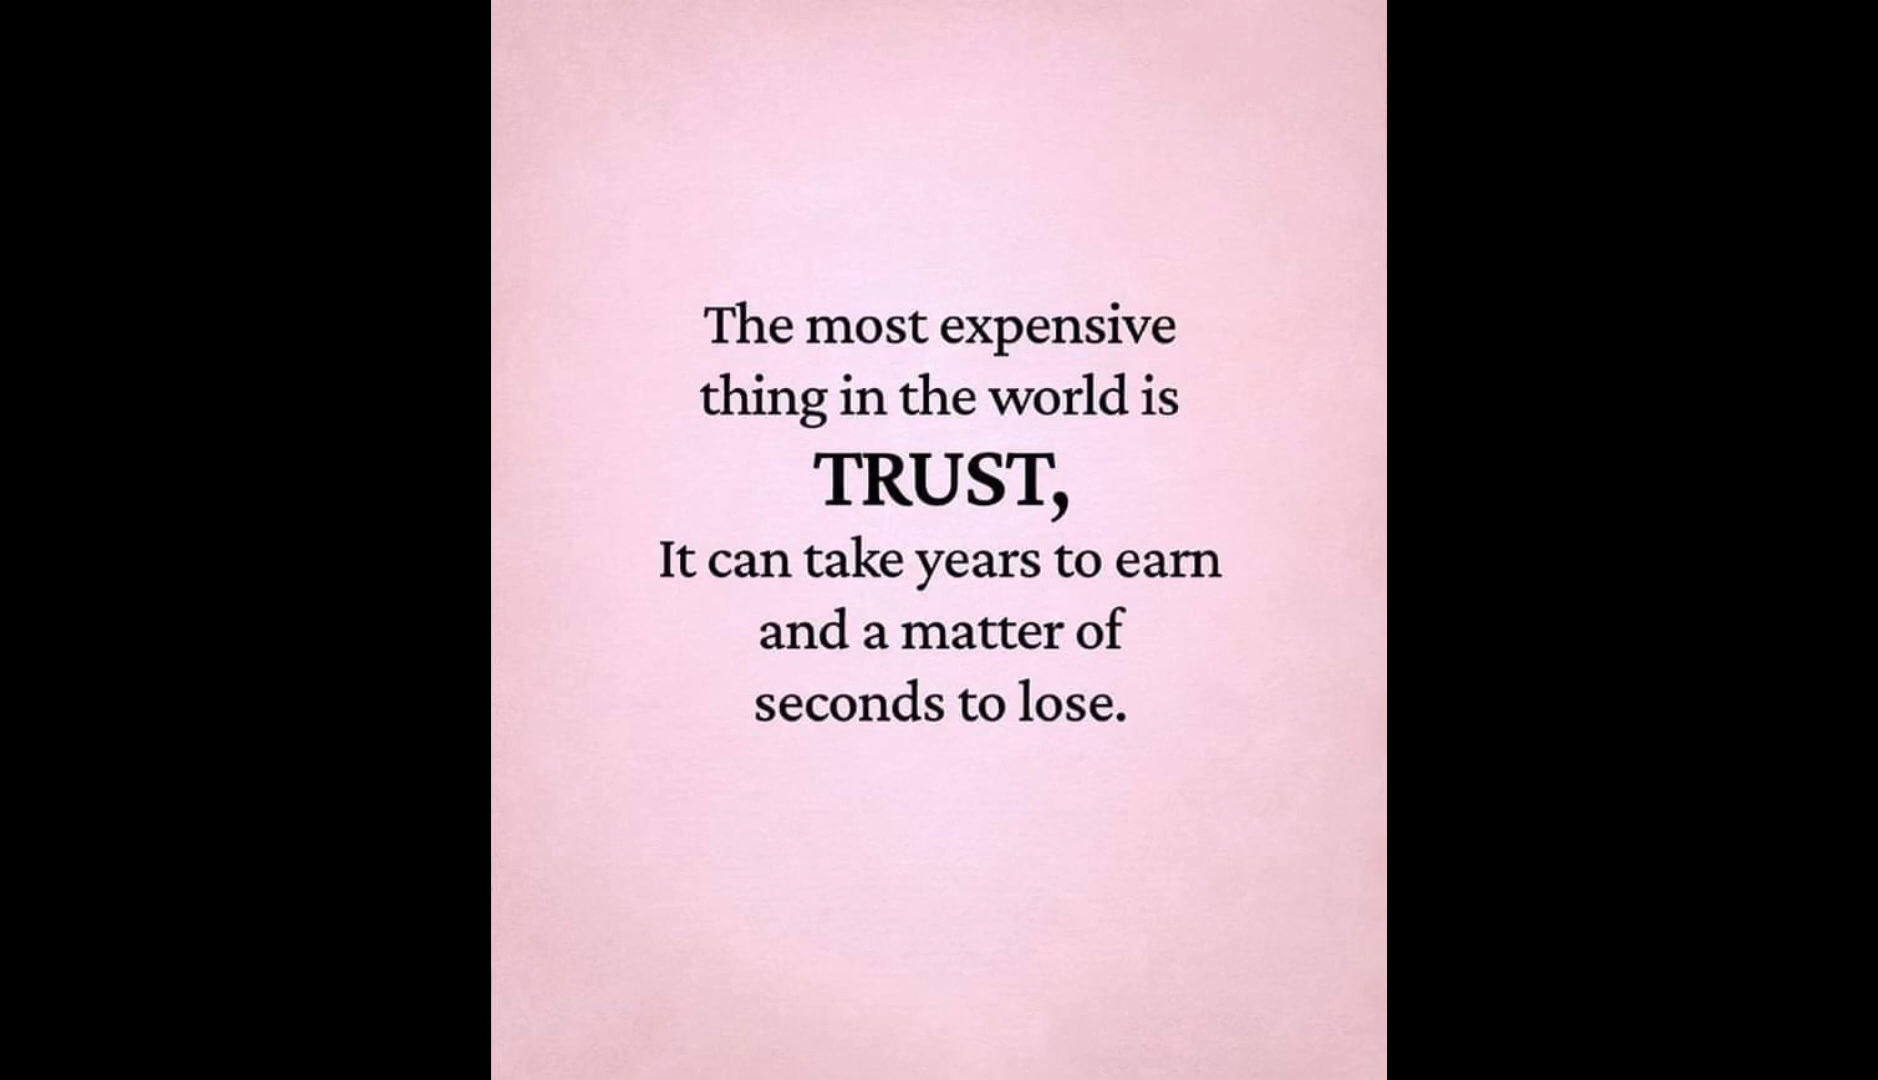 The most expensive
thing in the world is
TRUST,
It can take years to earn
and a matter of
seconds to lose.